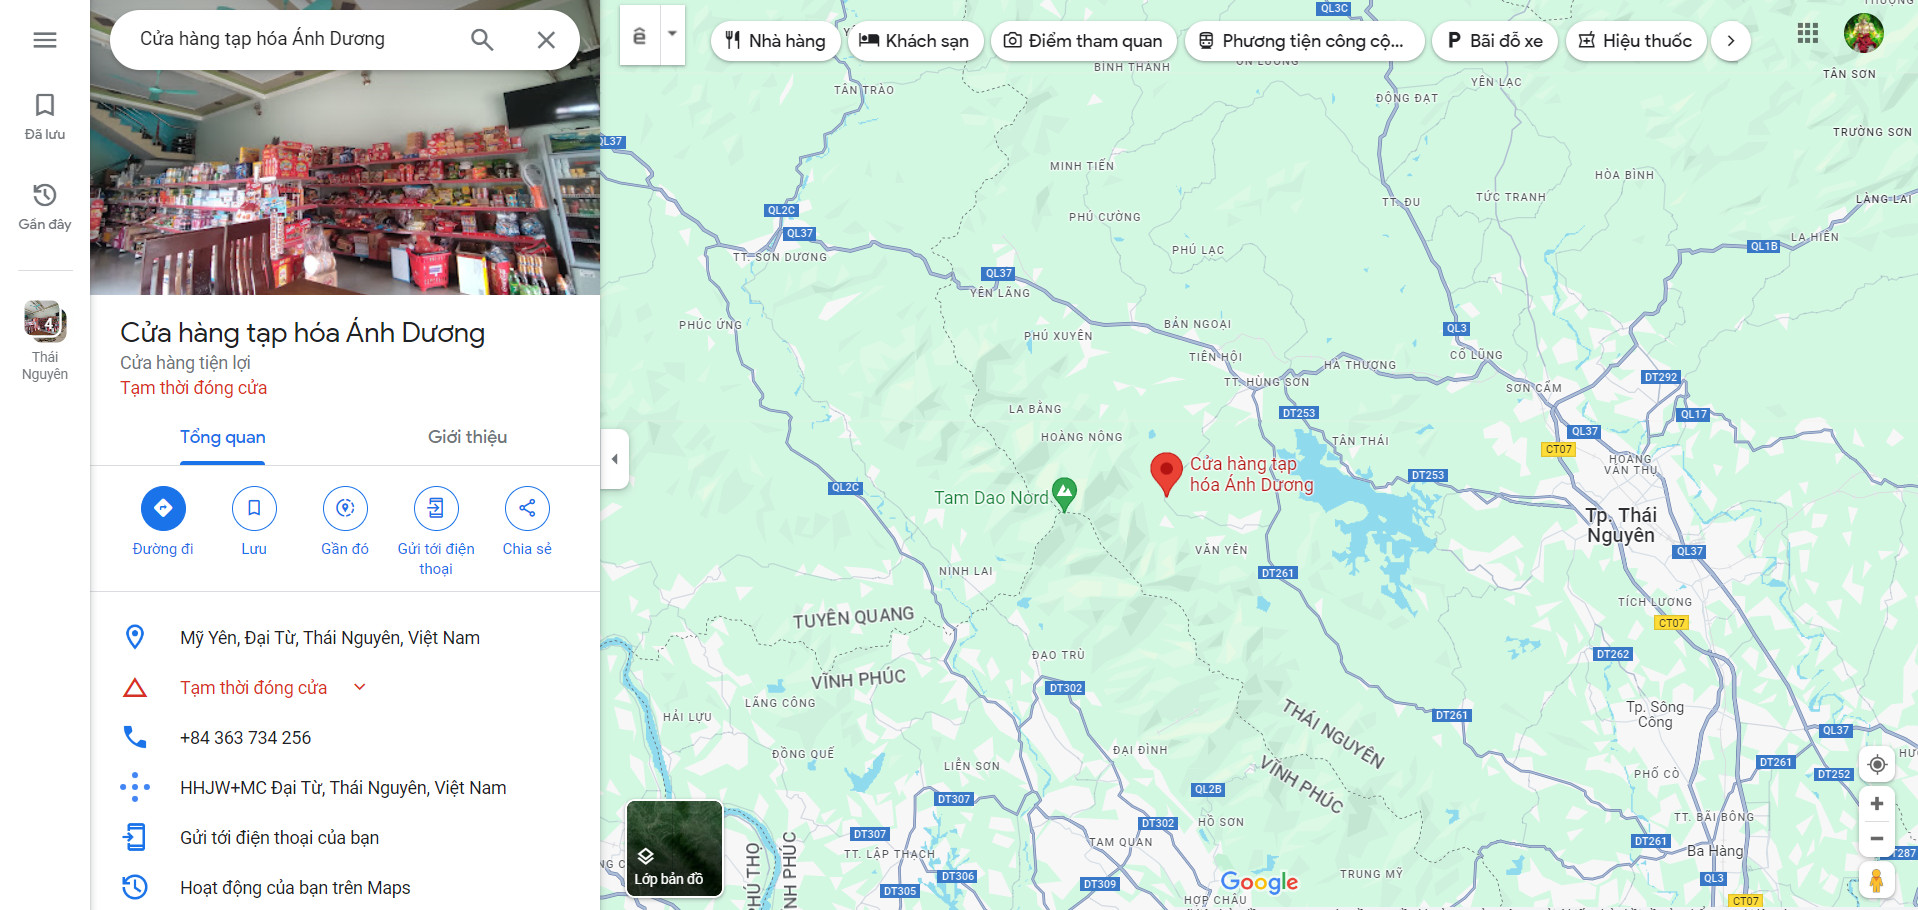 Cửa hàng tạp hóa Ánh Dương
Đã lưu
Gần đây
4
Thái
Nguyên
Cửa hàng tạp hóa Ánh Dương
Cửa hàng tiện lợi
Tạm thời đóng cửa
Tổng quan
Giới thiệu
Đường đi
Lưu
Gần đó
Gửi tới điện
thoại
Chia sẻ
Mỹ Yên, Đại Từ, Thái Nguyên, Việt Nam
Tạm thời đóng cửa
+84 363 734 256
HHJW+MC Đại Từ, Thái Nguyên, Việt Nam
Gửi tới điện thoại của bạn
Hoạt động của bạn trên Maps
ê
Nhà hàng
Khách sạn
Điểm tham quan
Phương tiện công cộ...
P Bãi đỗ xe
Hiệu thuốc
QL3C
BÌNH THÀNH
TÂN TRÀO
ÔN LƯƠNG
YÊN LẠC
ĐỘNG ĐẠT
TÂN SƠN
TRƯỜNG SƠN
QL37
MINH TIẾN
HÒA BÌNH
TT. ĐU
TỨC TRANH
LÂNG LAI
QL2C
QL37
PHÚ CƯỜNG
LA HIÊN
QL1B
PHÚ LẠC
TT. SƠN DƯƠNG
QL37
YÊN LÃNG
PHÚC ỨNG
PHÚ XUYÊN
BẢN NGOẠI
QL3
TIÊN HỘI
HÀ THƯỢNG
CỔ LŨNG
TT. HÙNG SƠN
SƠN CẨM
DT292
LA BẰNG
DT253
QL17
HOÀNG NÔNG
TÂN THÁI
QL37
CT07
HOÀNG
VĂN THỤ
Cửa hàng tạp
hóa Ánh Dương
DT253
QL2C
Tam Dao Nord
Tp. Thái
Nguyên
VĂN YÊN
QL37
NINH LAI
DT261
TÍCH LƯƠNG
CT07
TUYÊN QUANG
VĨNH PHÚC
ĐẠO TRÙ
DT262
DT302
LÃNG CÔNG
HẢI LỰU
THÁI NGUYÊN
VĨNH PHÚC
DT261
Tp. Sông
Công
QL37
ĐỒNG QUẾ
ĐẠI ĐÌNH
LIỄN SƠN
DT261
DT252
PHỔ CÒ
QL2B
DT307
HỒ SƠN
DT302
TT. BÃI BÔNG
DT307
TT. LẬP THẠCH
TAM QUAN
DT261
Ba Hàng
DT306
DT305
DT309
TRUNG MỸ
QL3
CT07
HỢP CHÂU
PHÚ THỌ
Lớp bản đồ
Google